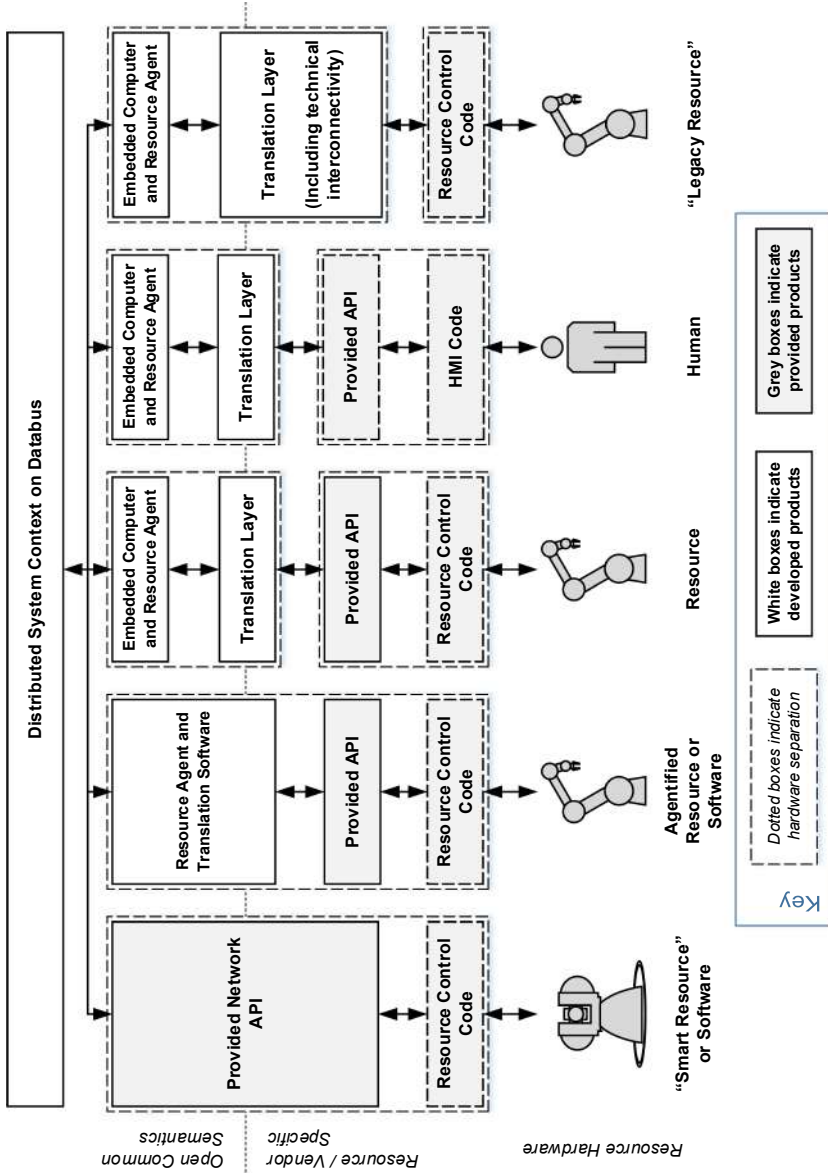 Distributed System Context on Databus
Open Common
Semantics
Resource / Vendor
Specific
Resource Hardware
Provided Network
API
Resource Control
Code
“Smart Resource”
or Software
Resource Agent and
Translation Software
Provided API
Resource Control
Code
Agentified
Resource or
Software
Embedded Computer
and Resource Agent
Translation Layer
Provided API
Resource Control
Code
Resource
Embedded Computer
and Resource Agent
Translation Layer
Provided API
HMI Code
Human
Embedded Computer
and Resource Agent
Translation Layer
(Including technical
interconnectivity)
Resource Control
Code
“Legacy Resource”
Key
Dotted boxes indicate
hardware separation
White boxes indicate
developed products
Grey boxes indicate
provided products